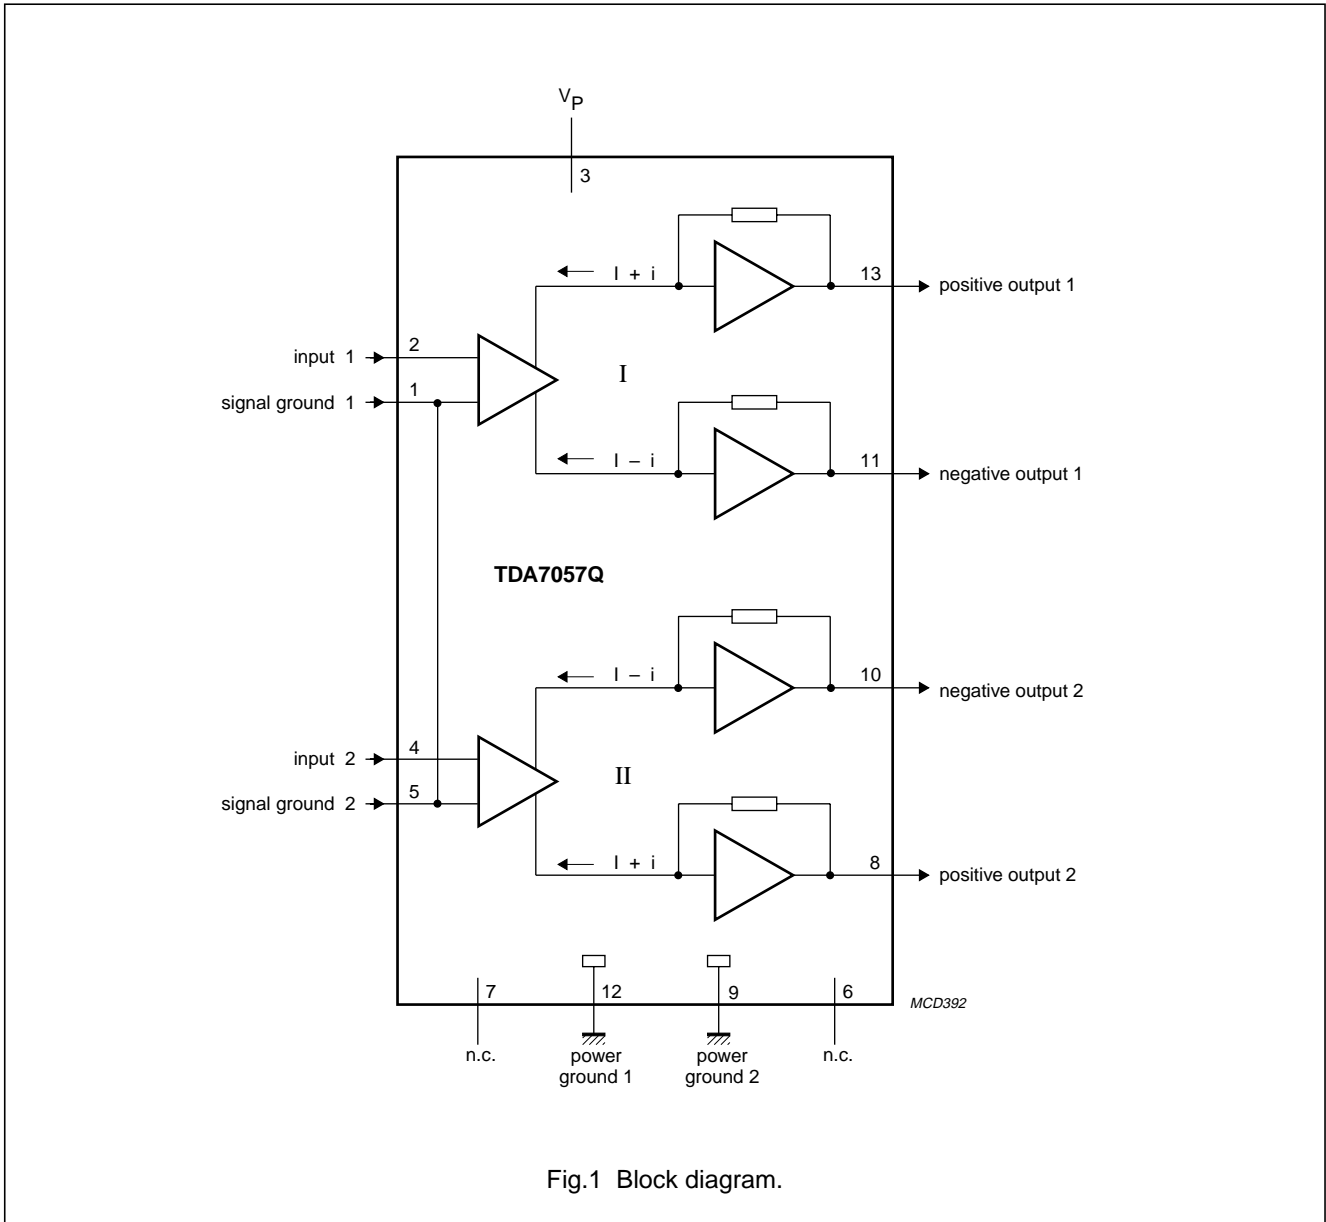 VP
3
I + i
13
positive output 1
2
input 1
I
1
signal ground 1
I – i
11
negative output 1
TDA7057Q
I – i
10
negative output 2
4
input 2
II
5
signal ground 2
I + i
8
positive output 2
7
12
9
6
MCD392
n.c.
power
ground 1
power
ground 2
n.c.
Fig.1 Block diagram.